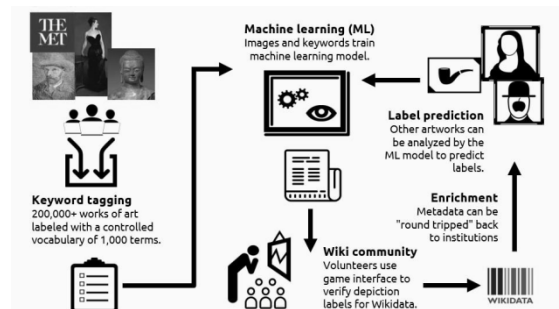 THE
MET
Machine learning (ML)
Images and keywords train
machine learning model.
Label prediction
Other artworks can
be analyzed by the
ML model to predict
labels.
Keyword tagging
200,000+ works of art
labeled with a controlled
vocabulary of 1,000 terms.
Enrichment
Metadata can be
"round tripped" back
to institutions
Wiki community
Volunteers use
game interface to
verify depiction
labels for Wikidata.
WIKIDATA